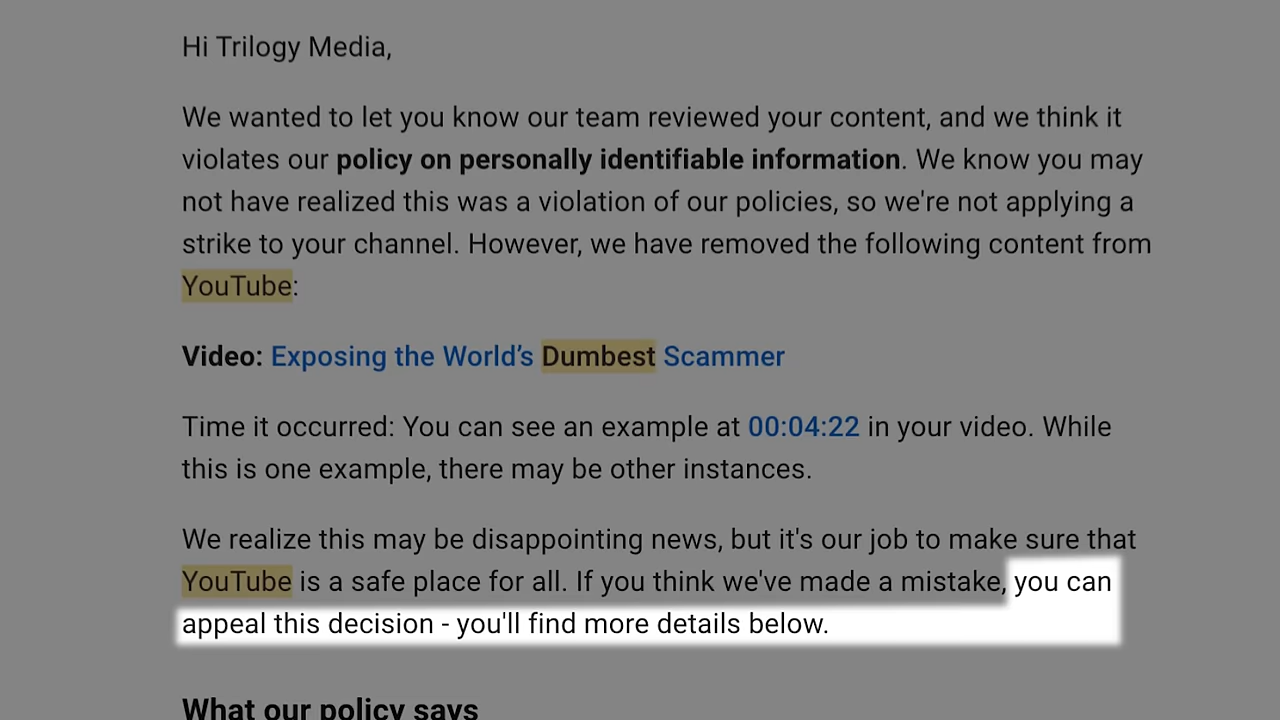 Hi Trilogy Media,
We wanted to let you know our team reviewed your content, and we think it
violates our policy on personally identifiable information. We know you may
not have realized this was a violation of our policies, so we're not applying a
strike to your channel. However, we have removed the following content from
YouTube:
Video: Exposing the World’s Dumbest Scammer
Time it occurred: You can see an example at 00:04:22 in your video. While
this is one example, there may be other instances.
We realize this may be disappointing news, but it's our job to make sure that
YouTube is a safe place for all. If you think we've made a mistake, you can
appeal this decision - you'll find more details below.
What our policy says